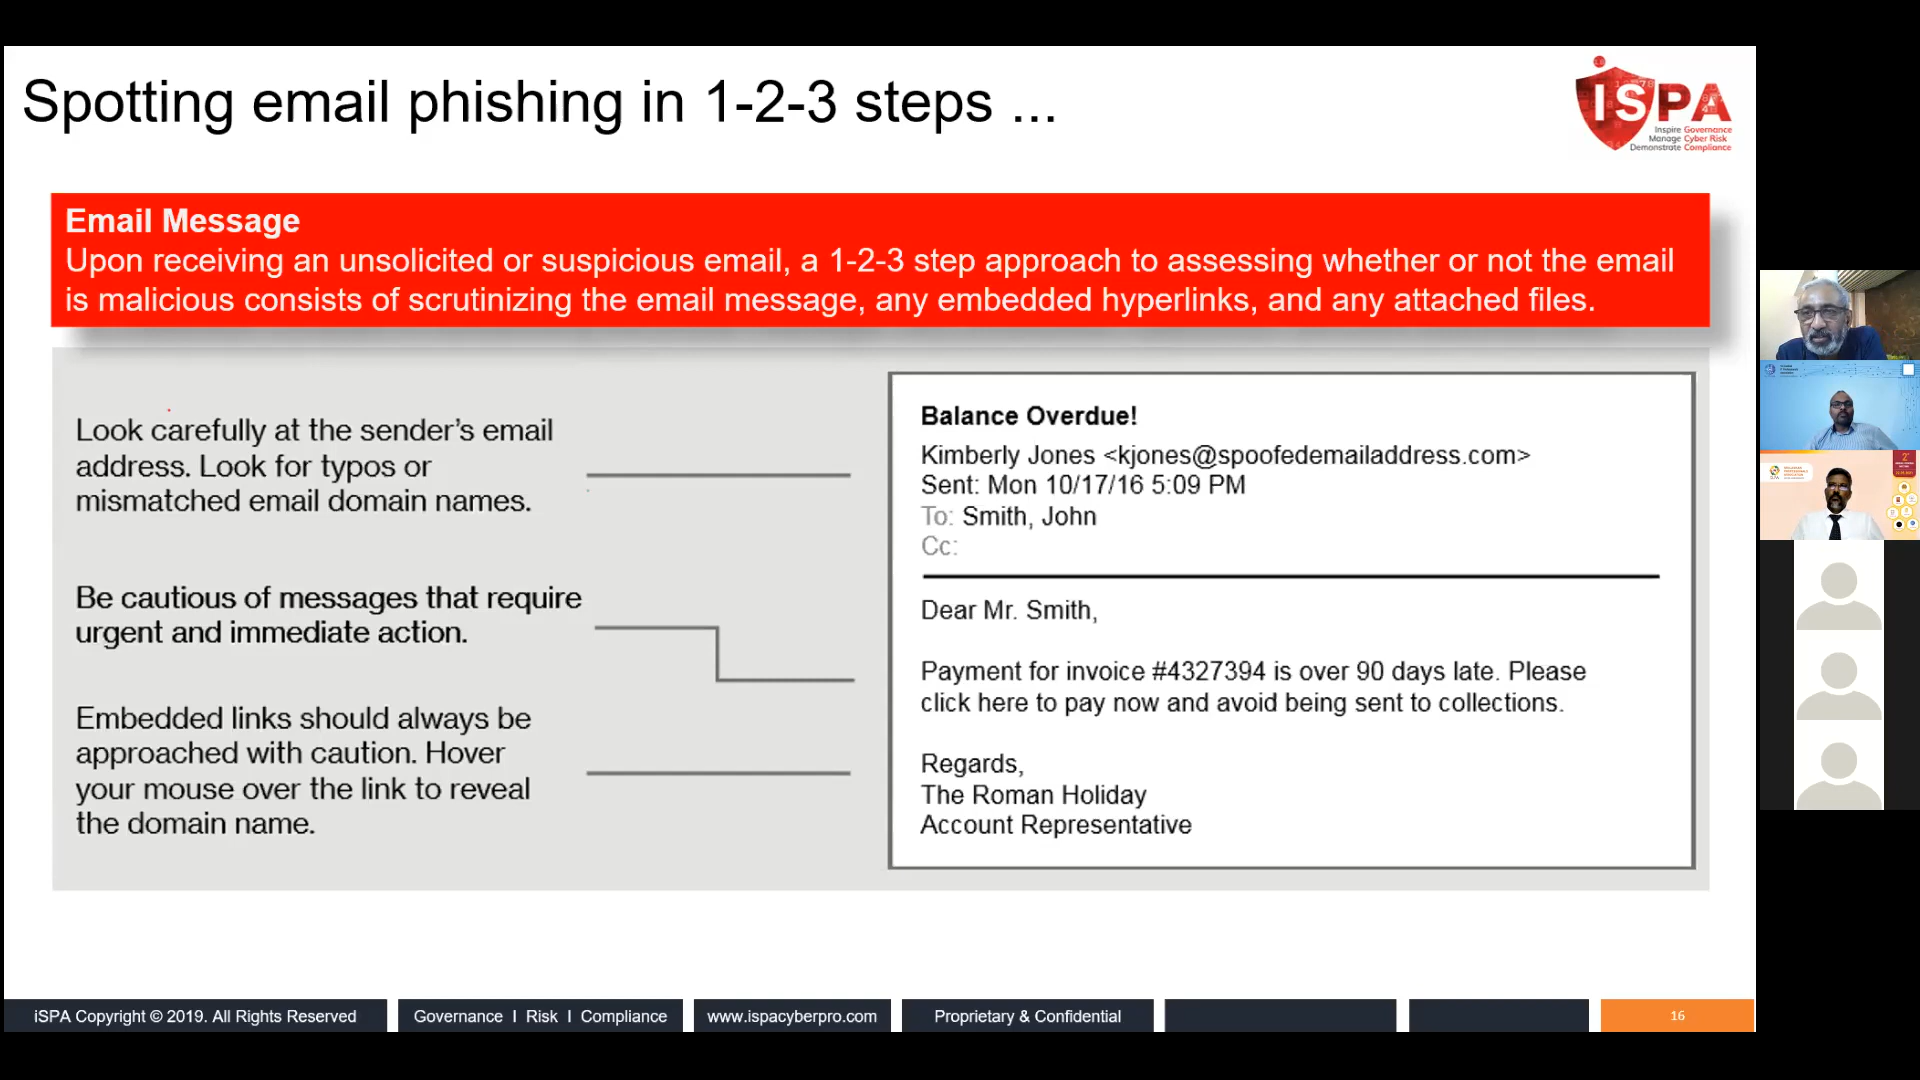 Spotting email phishing in 1-2-3 steps ...
iSPA
Inspire Governance
Manage Cyber Risk
Demonstrate Compliance
Email Message
Upon receiving an unsolicited or suspicious email, a 1-2-3 step approach to assessing whether or not the email
is malicious consists of scrutinizing the email message, any embedded hyperlinks, and any attached files.
Look carefully at the sender's email
address. Look for typos or
mismatched email domain names.
Be cautious of messages that require
urgent and immediate action.
Embedded links should always be
approached with caution. Hover
your mouse over the link to reveal
the domain name.
Balance Overdue!
Kimberly Jones <kjones@spoofedemailaddress.com>
Sent: Mon 10/17/16 5:09 PM
To: Smith, John
Cc:
Dear Mr. Smith,
Payment for invoice #4327394 is over 90 days late. Please
click here to pay now and avoid being sent to collections.
Regards,
The Roman Holiday
Account Representative
iSPA Copyright © 2019. All Rights Reserved
Governance I Risk I Compliance
www.ispacyberpro.com
Proprietary & Confidential
16